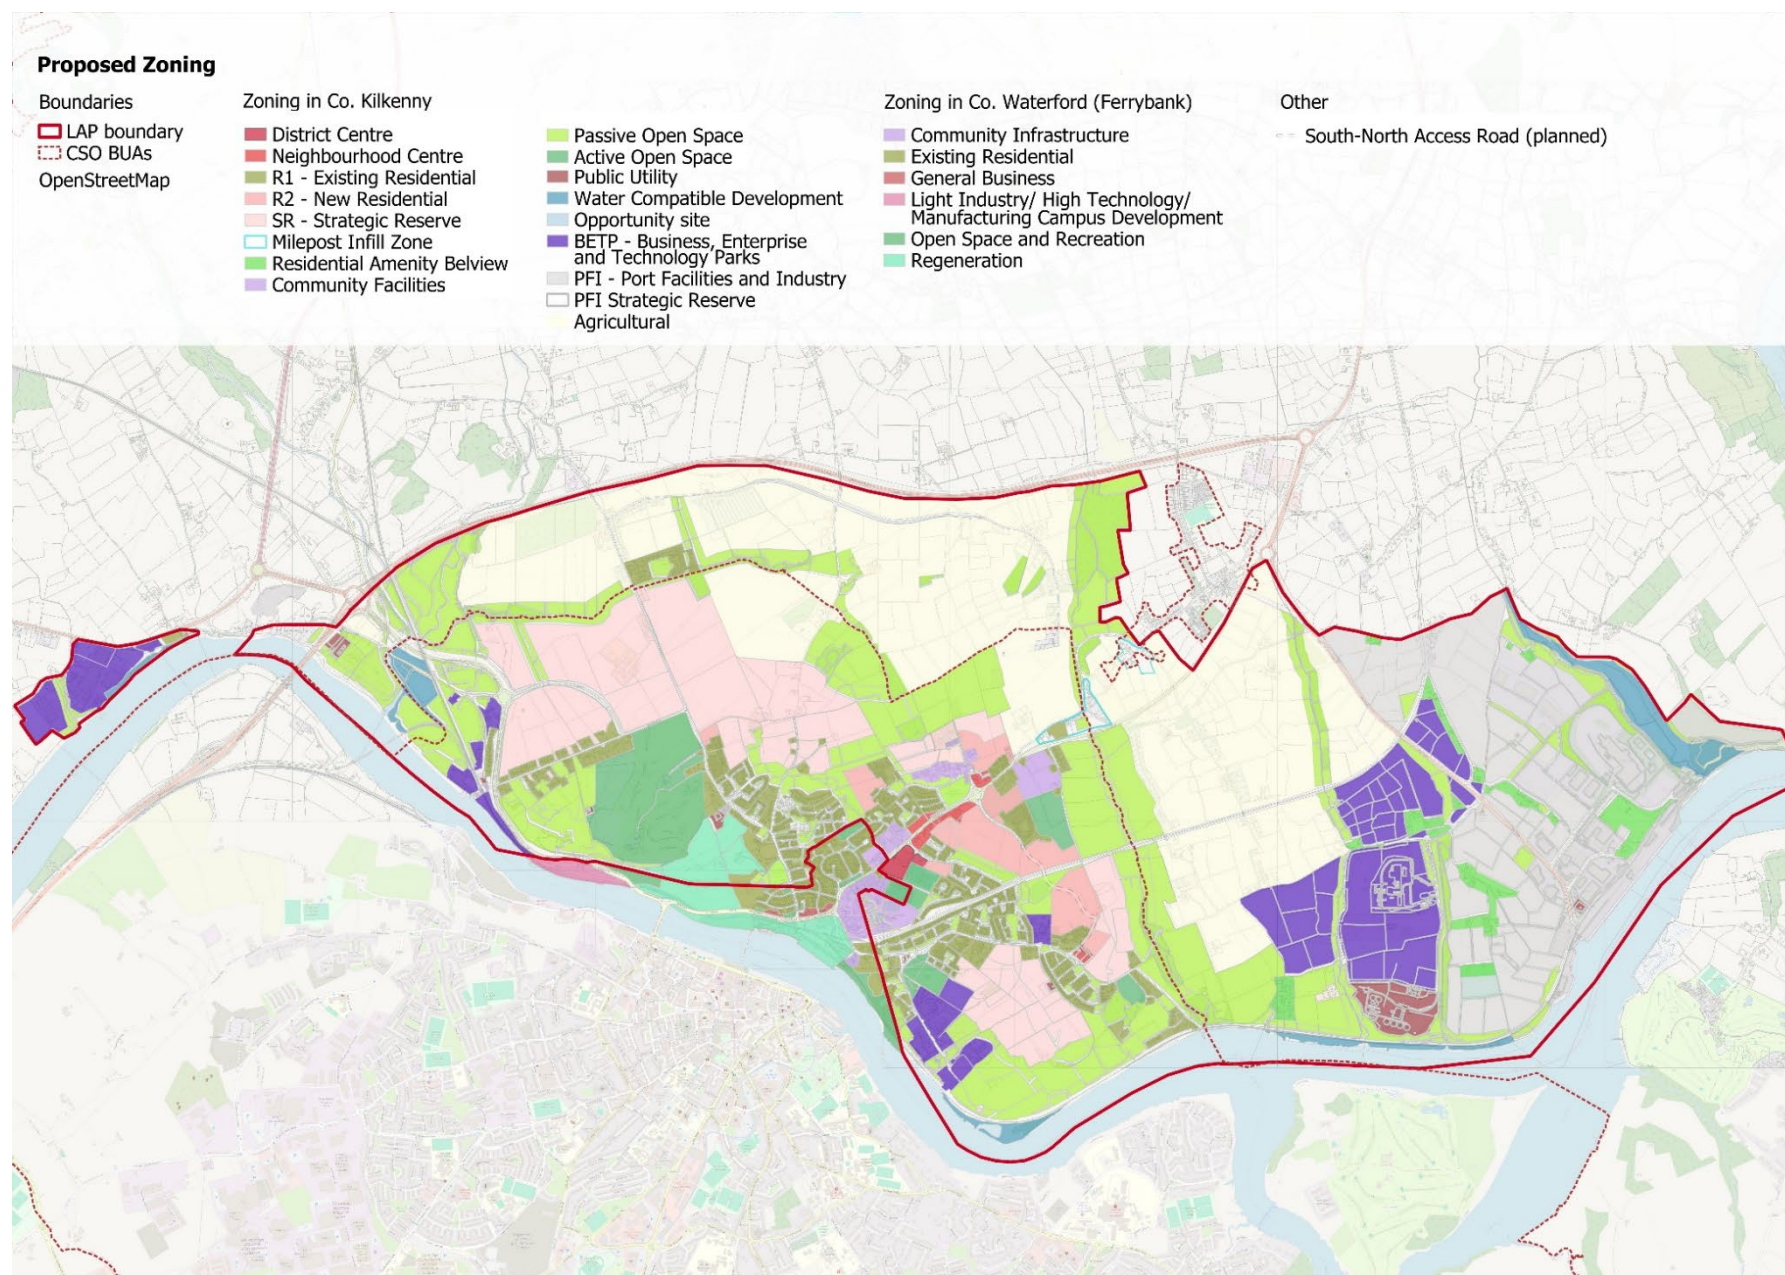 Proposed Zoning
Boundaries
LAP boundary
CSO BUAs
OpenStreetMap
Zoning in Co. Kilkenny
District Centre
Neighbourhood Centre
R1 - Existing Residential
R2 - New Residential
SR - Strategic Reserve
Milepost Infill Zone
Residential Amenity Belview
Community Facilities
Passive Open Space
Active Open Space
Public Utility
Water Compatible Development
Opportunity site
BETP - Business, Enterprise
and Technology Parks
PFI - Port Facilities and Industry
PFI Strategic Reserve
Agricultural
Zoning in Co. Waterford (Ferrybank)
Community Infrastructure
Existing Residential
General Business
Light Industry/ High Technology/
Manufacturing Campus Development
Open Space and Recreation
Regeneration
Other
South-North Access Road (planned)